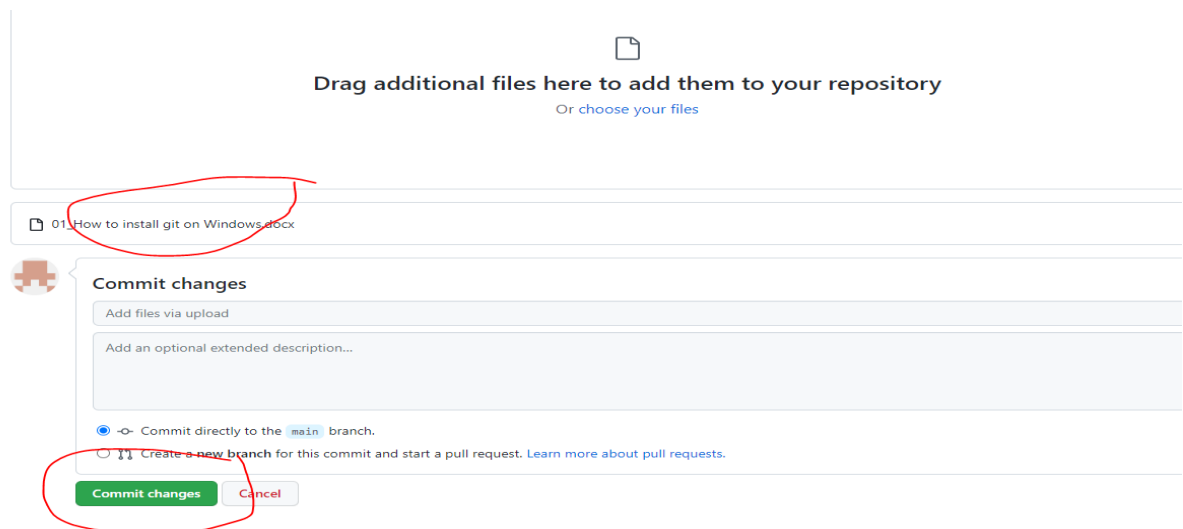 Drag additional files here to add them to your repository
Or choose your files
01_How to install git on Windows.docx
Commit changes
Add files via upload
Add an optional extended description...
Commit directly to the main branch.
Create a new branch for this commit and start a pull request. Learn more about pull requests.
Commit changes Cancel